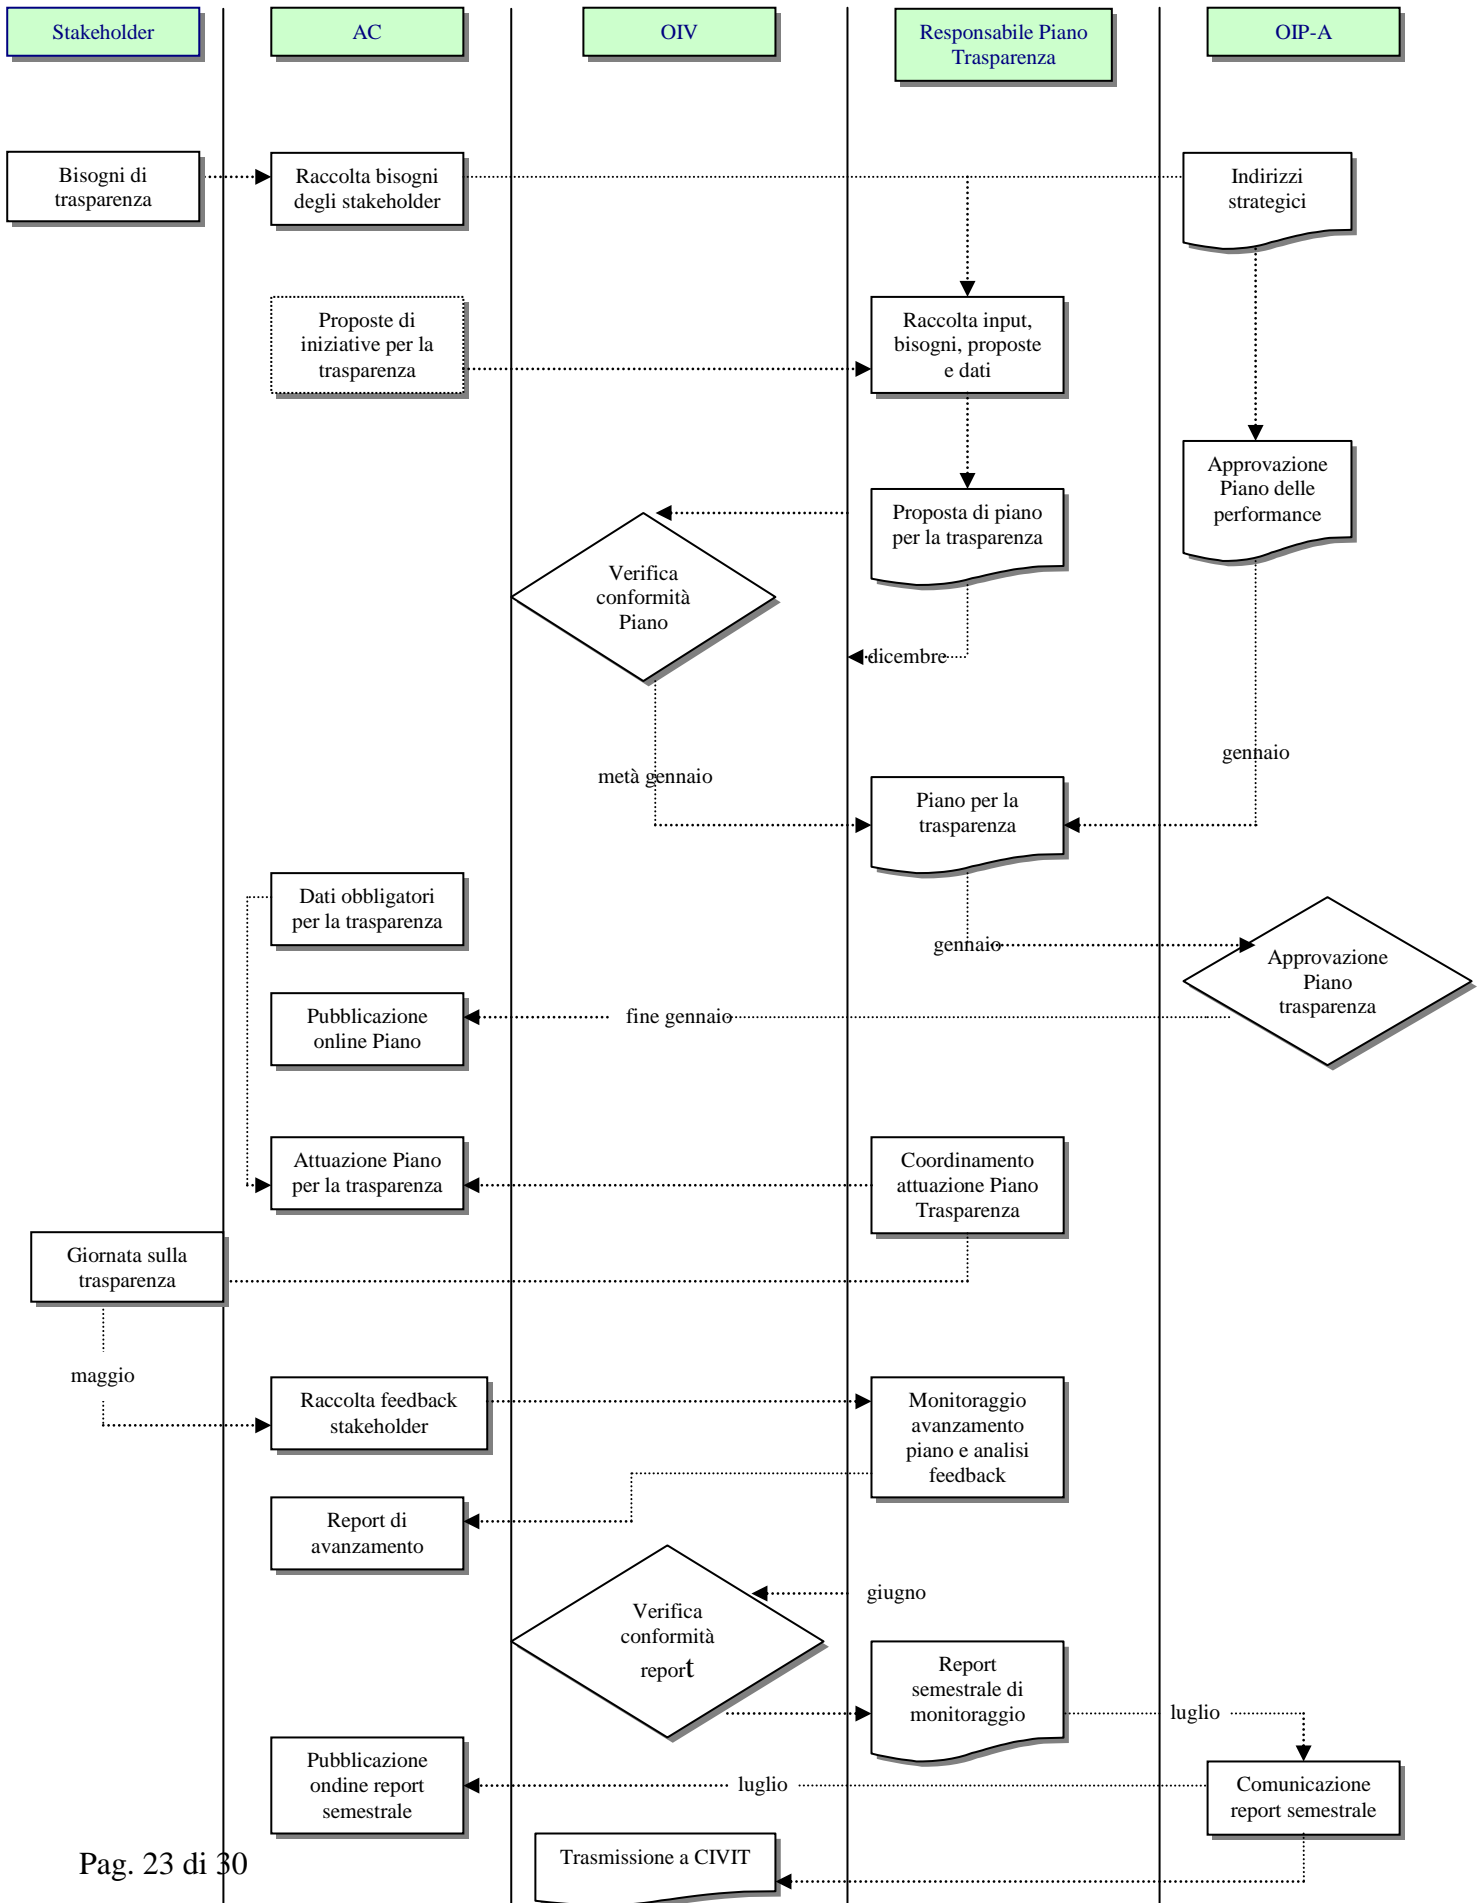 Stakeholder
AC
OIV
Responsabile Piano
Trasparenza
OIP-A
Bisogni di
trasparenza
Raccolta bisogni
degli stakeholder
Indirizzi
strategici
Proposte di
iniziative per la
trasparenza
Raccolta input,
bisogni, proposte
e dati
Approvazione
Piano delle
performance
Proposta di piano
per la trasparenza
Verifica
conformità
Piano
dicembre
gennaio
metà gennaio
Piano per la
trasparenza
Dati obbligatori
per la trasparenza
gennaio
Approvazione
Piano
trasparenza
Pubblicazione
online Piano
fine gennaio
Attuazione Piano
per la trasparenza
Coordinamento
attuazione Piano
Trasparenza
Giornata sulla
trasparenza
maggio
Raccolta feedback
stakeholder
Monitoraggio
avanzamento
piano e analisi
feedback
Report di
avanzamento
giugno
Verifica
conformità
report
Report
semestrale di
monitoraggio
luglio
Pubblicazione
ondine report
semestrale
luglio
Comunicazione
report semestrale
Trasmissione a CIVIT
Pag. 23 di 30